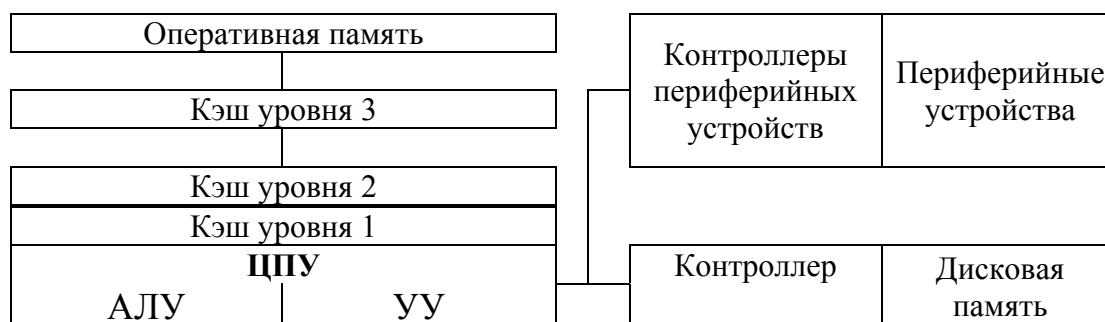 Оперативная память
Кэш уровня 3
Кэш уровня 2
Кэш уровня 1
ЦПУ
АЛУ
УУ
Контроллеры
периферийных
устройств
Периферийные
устройства
Контроллер
Дисковая
память